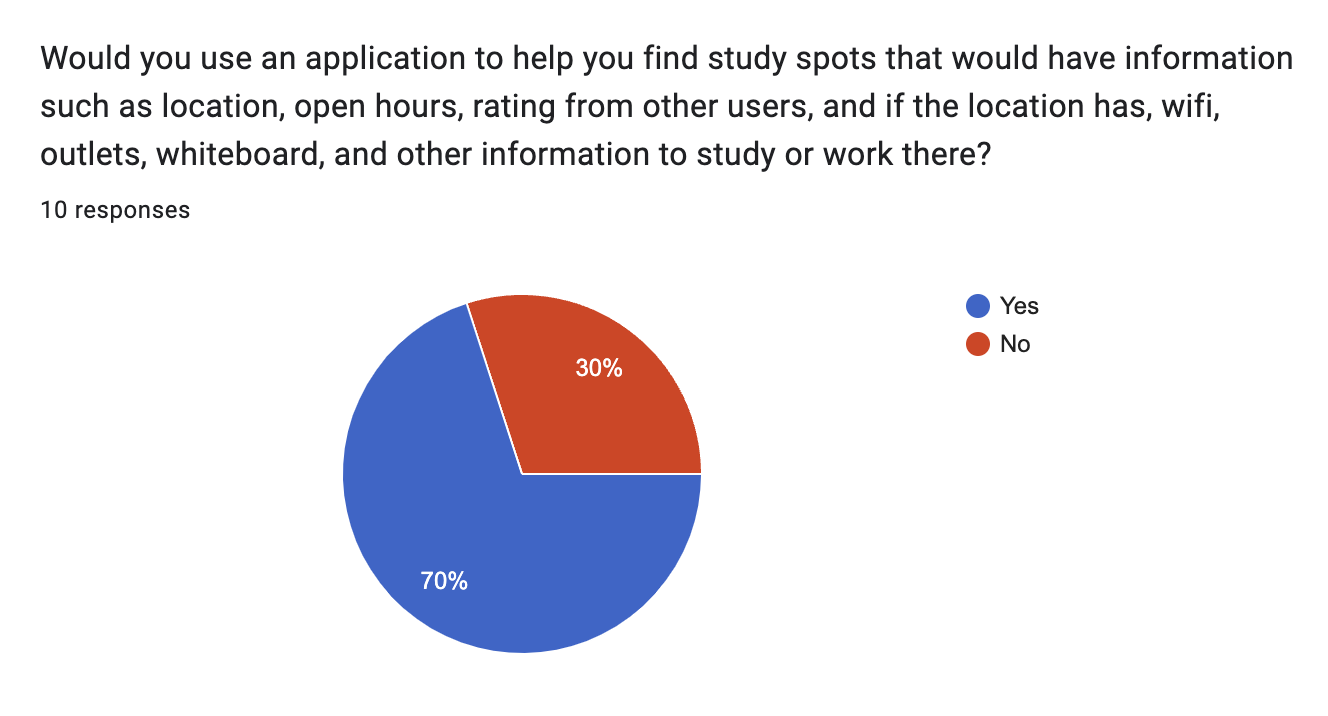 Would you use an application to help you find study spots that would have information
such as location, open hours, rating from other users, and if the location has, wifi,
outlets, whiteboard, and other information to study or work there?
10 responses
Yes
No
30%
70%